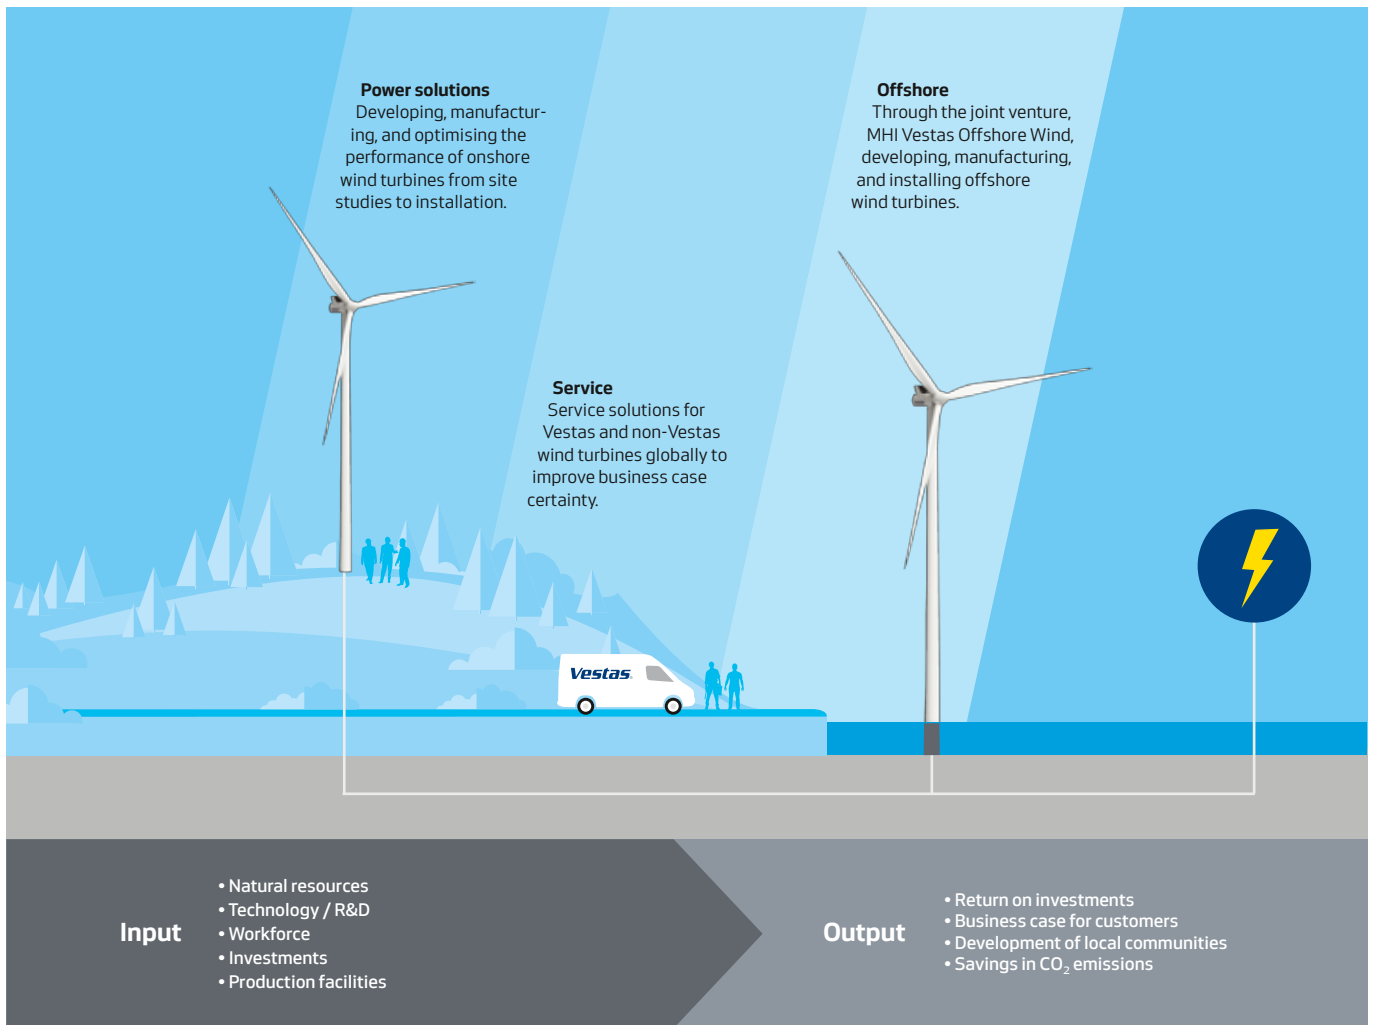 Power solutions
Developing, manufactur-
ing, and optimising the
performance of onshore
wind turbines from site
studies to installation.
Offshore
Through the joint venture,
MHI Vestas Offshore Wind,
developing, manufacturing,
and installing offshore
wind turbines.
Service
Service solutions for
Vestas and non-Vestas
wind turbines globally to
improve business case
certainty.
Vestas
Input
• Natural resources
• Technology / R&D
• Workforce
• Investments
• Production facilities
Output
• Return on investments
• Business case for customers
• Development of local communities
• Savings in CO₂ emissions